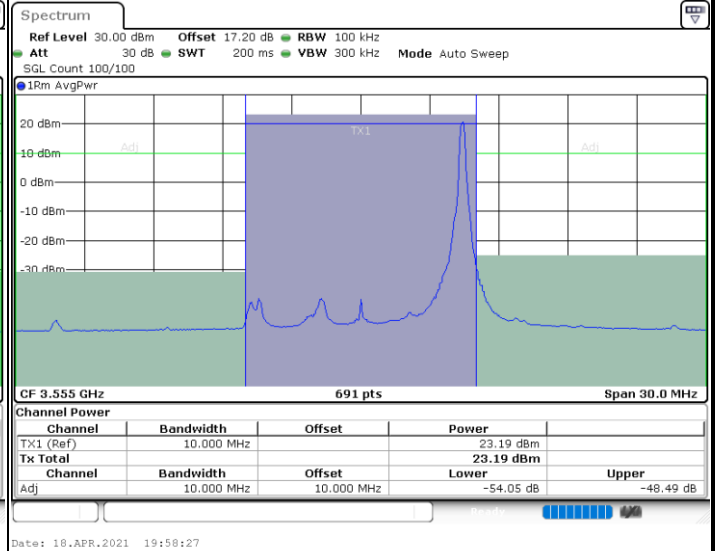 Spectrum
Ref Level 30.00 dBm Offset 17.20 dB RBW 100 kHz
Att 30 dB SWT 200 ms VBW 300 kHz Mode Auto Sweep
SGL Count 100/100
1Rm AvgPwr
20 dBm
TX1
10 dBm Adj Adj
0 dBm
-10 dBm
-20 dBm
-30 dBm
CF 3.555 GHz 691 pts Span 30.0 MHz
Channel Power
Channel Bandwidth Offset Power
TX1 (Ref) 10.000 MHz 23.19 dBm
Tx Total 23.19 dBm
Channel Bandwidth Offset Lower Upper
Adj 10.000 MHz 10.000 MHz -54.05 dB -48.49 dB
Ready
Date: 18.APR.2021 19:58:27